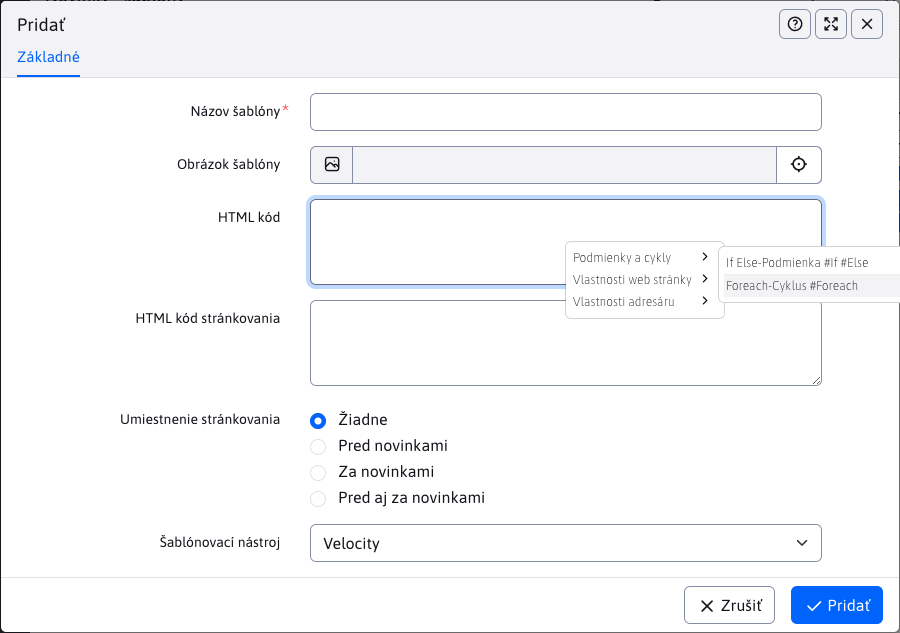 Pridať
Základné
Názov šablóny*
Obrázok šablóny
HTML kód
Podmienky a cykly
Vlastnosti web stránky
Vlastnosti adresáru
If Else-Podmienka #If #Else
Foreach-Cyklus #Foreach
HTML kód stránkovania
Umiestnenie stránkovania
Žiadne
Pred novinkami
Za novinkami
Pred aj za novinkami
Šablónovací nástroj
Velocity
Zrušiť
Pridať